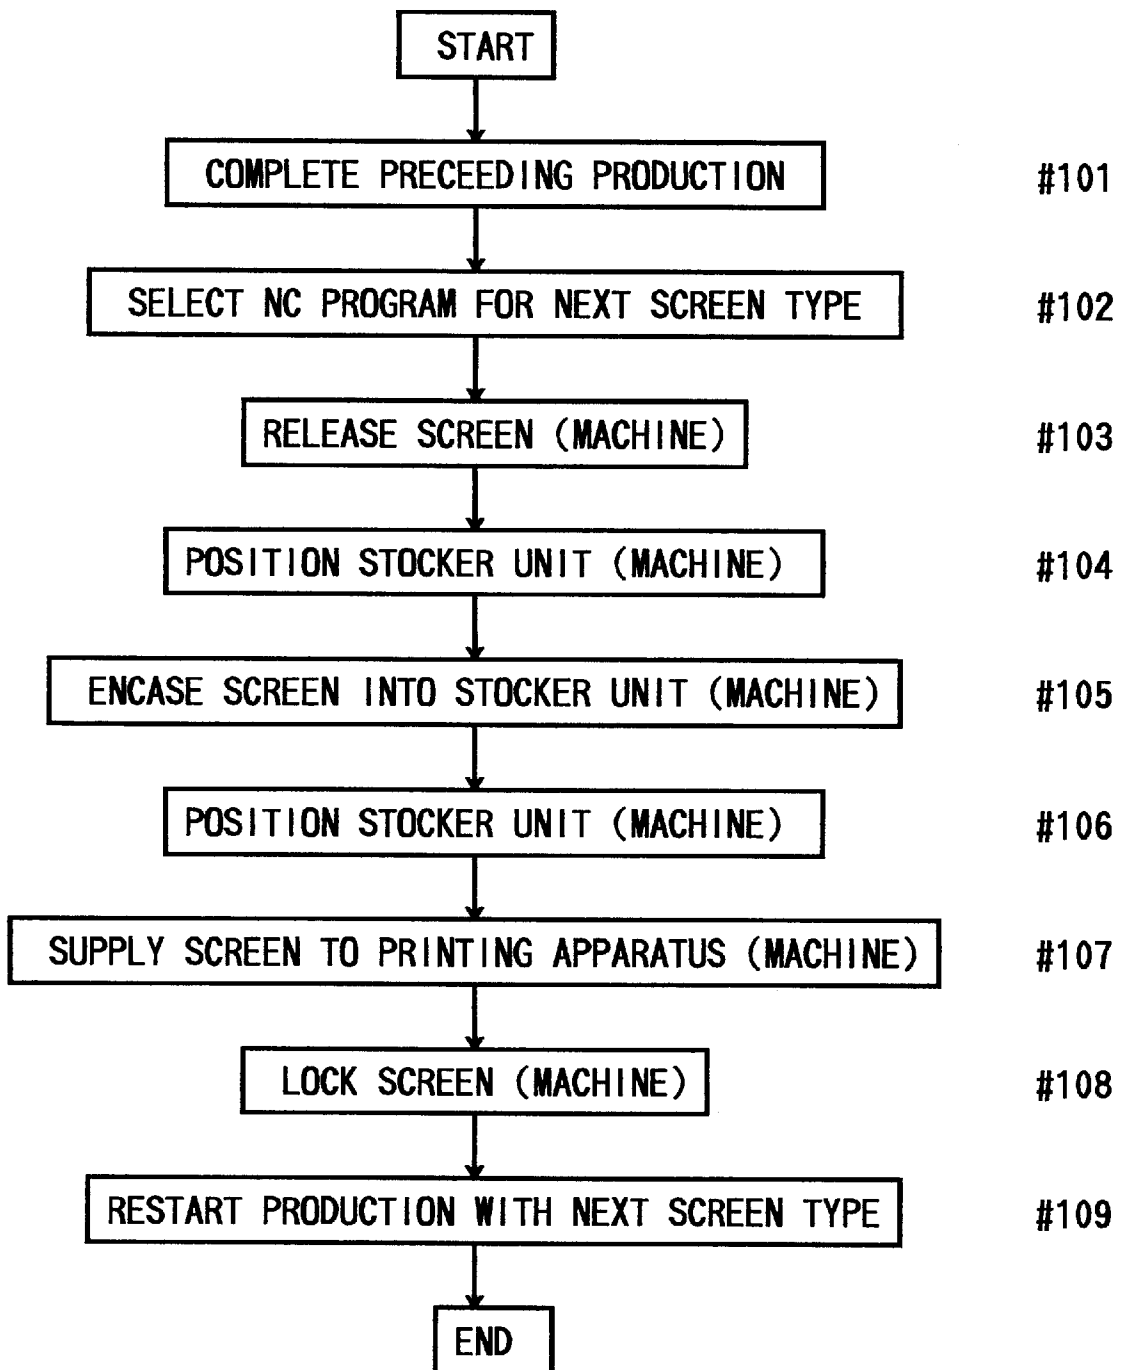 START
COMPLETE PRECEEDING PRODUCTION #101
SELECT NC PROGRAM FOR NEXT SCREEN TYPE #102
RELEASE SCREEN (MACHINE) #103
POSITION STOCKER UNIT (MACHINE) #104
ENCASE SCREEN INTO STOCKER UNIT (MACHINE) #105
POSITION STOCKER UNIT (MACHINE) #106
SUPPLY SCREEN TO PRINTING APPARATUS (MACHINE) #107
LOCK SCREEN (MACHINE) #108
RESTART PRODUCTION WITH NEXT SCREEN TYPE #109
END